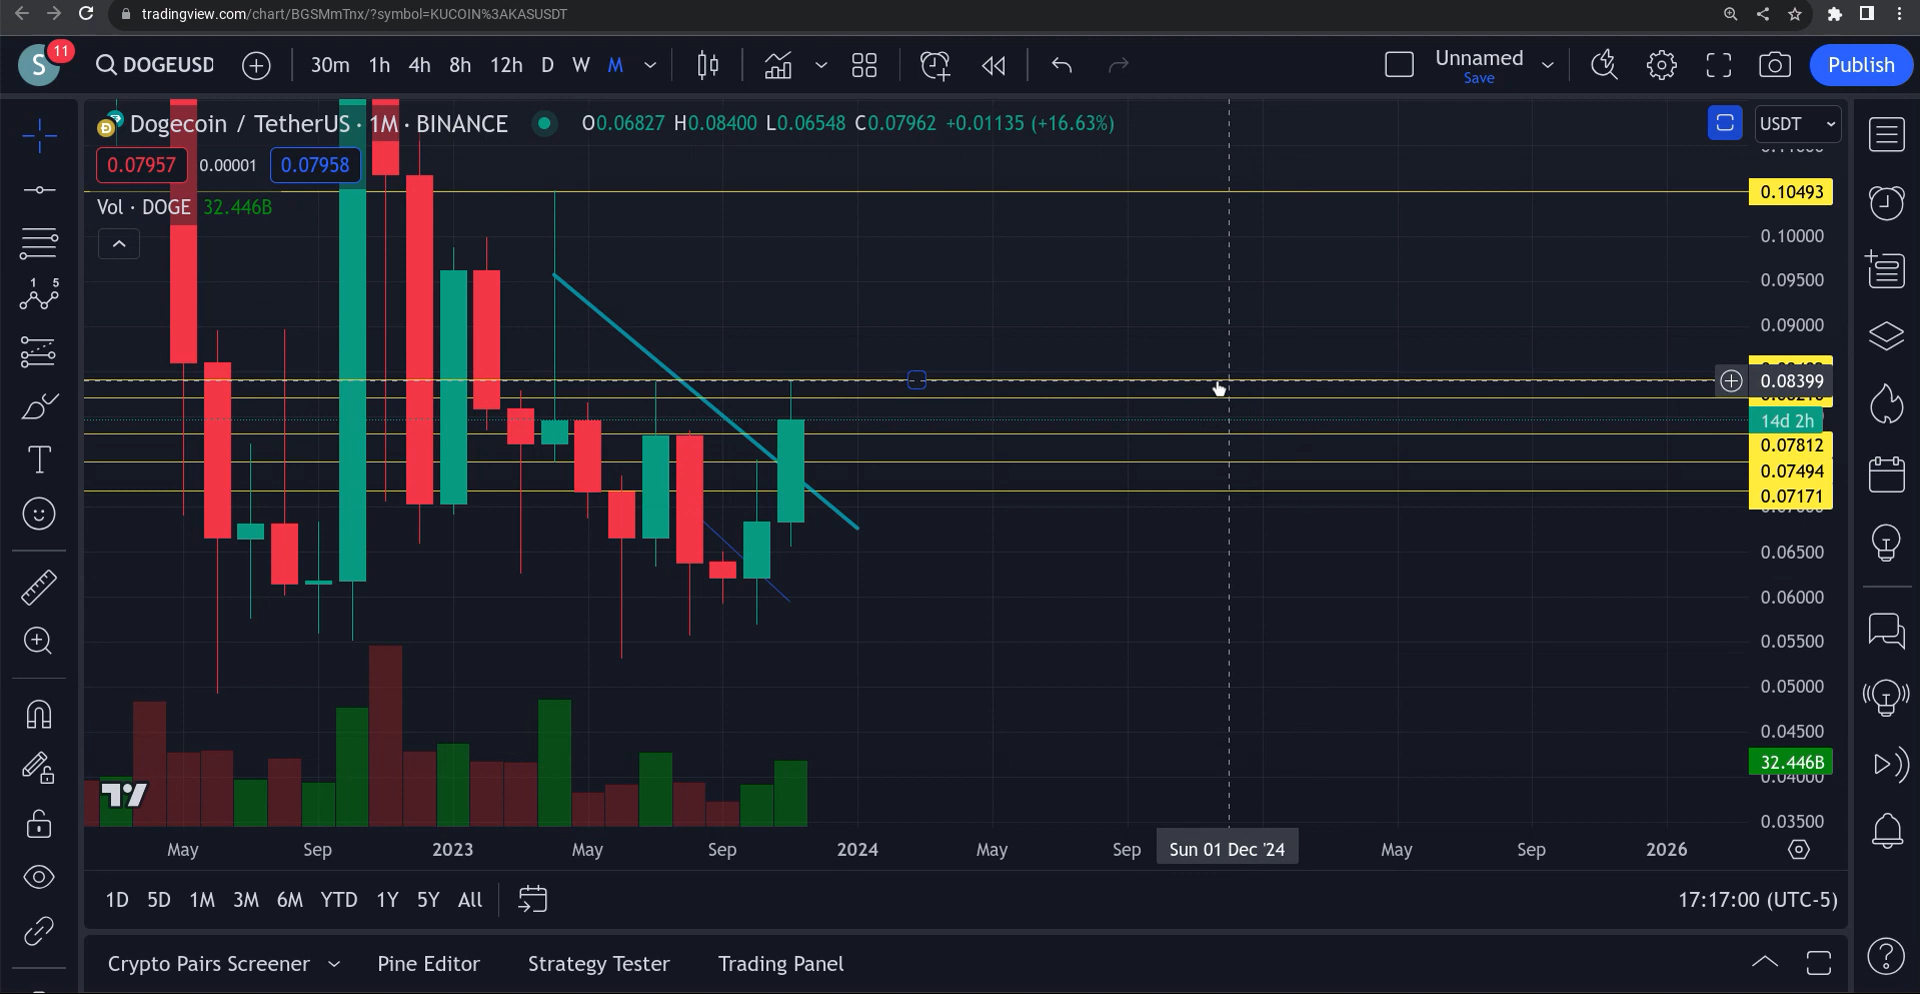 tradingview.com/chart/BGSMmTnx/?symbol=KUCOIN%3AKASUSDT
S 11 DOGEUSD 30m 1h 4h 8h 12h D W M Unnamed Save Publish
Dogecoin / TetherUS · 1M · BINANCE O0.06827 H0.08400 L0.06548 C0.07962 +0.01135 (+16.63%) USDT
0.07957 0.00001 0.07958
Vol · DOGE 32.446B
0.10493
0.10000
0.09500
0.09000
0.08399
14d 2h
0.07812
0.07494
0.07171
0.06500
0.06000
0.05500
0.05000
0.04500
32.446B
0.04000
0.03500
May Sep 2023 May Sep 2024 May Sep Sun 01 Dec '24 May Sep 2026
1D 5D 1M 3M 6M YTD 1Y 5Y All 17:17:00 (UTC-5)
Crypto Pairs Screener Pine Editor Strategy Tester Trading Panel